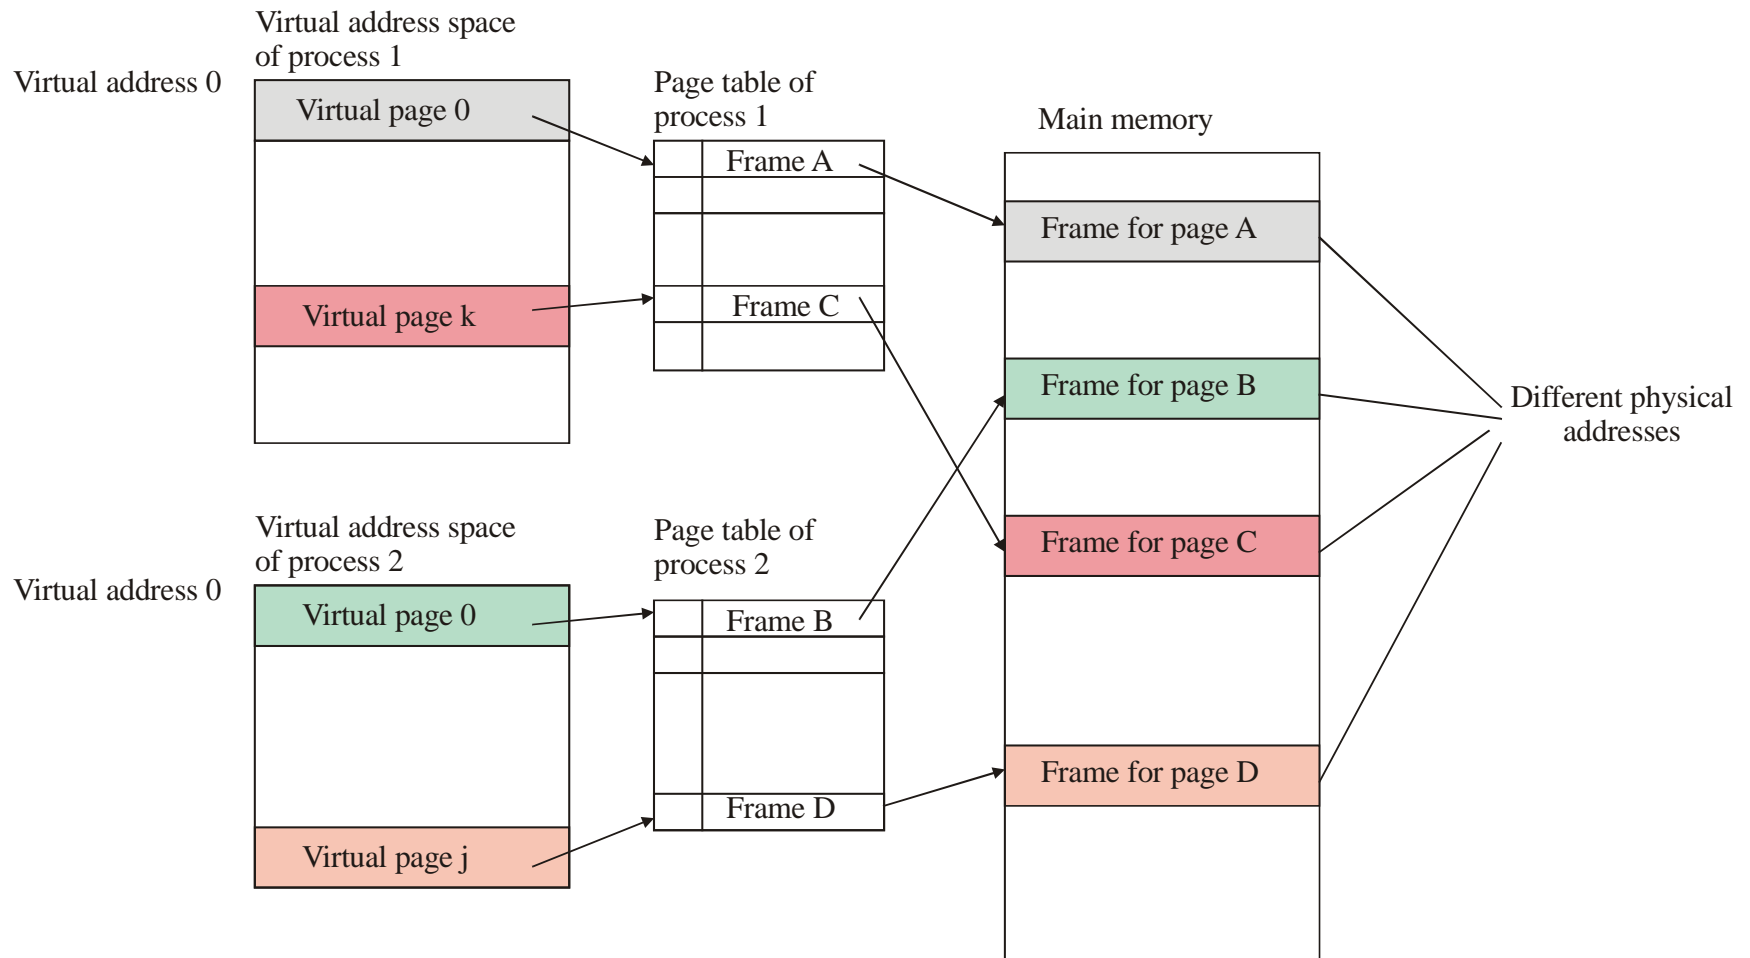 Virtual address space
of process 1
Virtual address 0
Virtual page 0
Virtual page k
Page table of
process 1
Frame A
Frame C
Main memory
Frame for page A
Frame for page B
Frame for page C
Frame for page D
Different physical
addresses
Virtual address space
of process 2
Virtual address 0
Virtual page 0
Virtual page j
Page table of
process 2
Frame B
Frame D